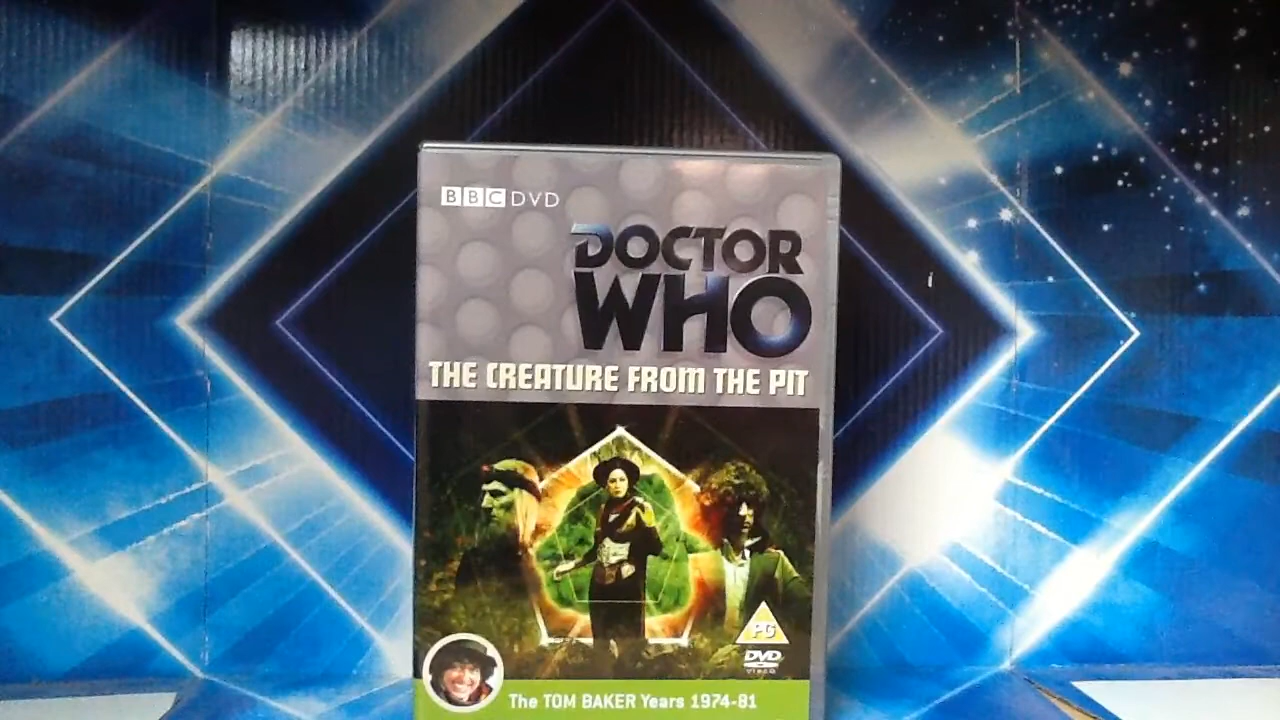 BBC DVD
DOCTOR
WHO
THE CREATURE FROM THE PIT
PG
DVD
VIDEO
The TOM BAKER Years 1974-81